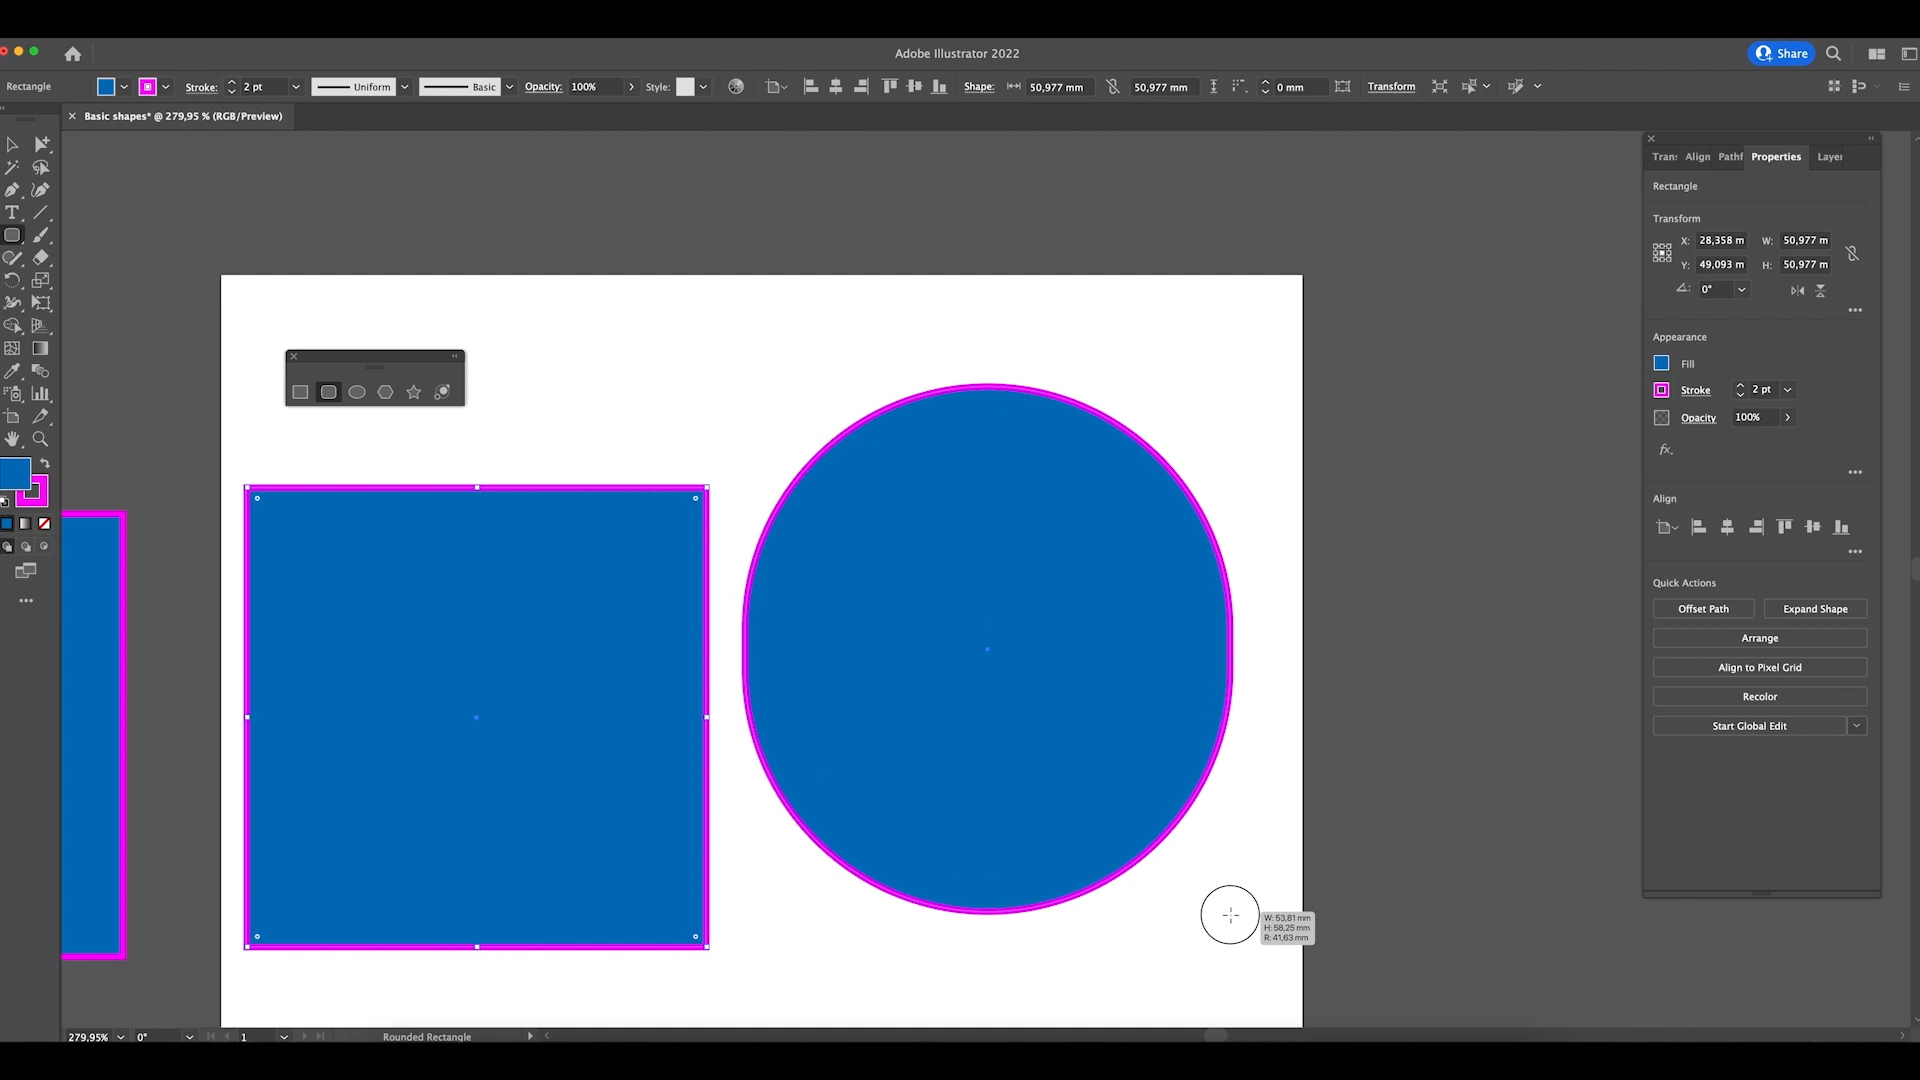 Adobe Illustrator 2022
Share
Rectangle
Stroke: 2 pt Uniform Basic Opacity: 100% Style: Shape: 50,977 mm 50,977 mm 0 mm Transform
Basic shapes* @ 279,95 % (RGB/Preview)
Tran: Align Pathf Properties Layer
Rectangle
Transform
X: 28,358 m W: 50,977 m
Y: 49,093 m H: 50,977 m
0°
Appearance
Fill
Stroke 2 pt
Opacity 100%
fx.
Align
Quick Actions
Offset Path Expand Shape
Arrange
Align to Pixel Grid
Recolor
Start Global Edit
W: 53,81 mm
H: 58,25 mm
R: 41,63 mm
279,95% 0° 1 Rounded Rectangle